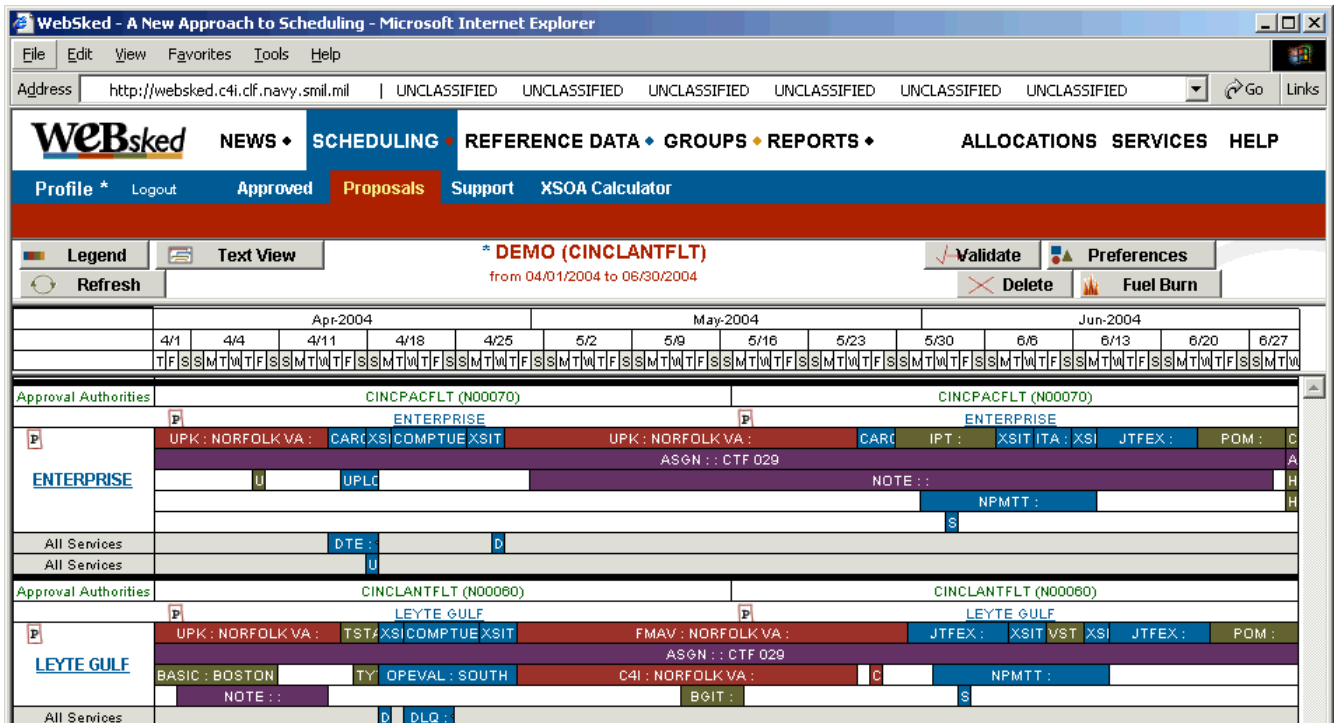 WebSked - A New Approach to Scheduling - Microsoft Internet Explorer
File Edit View Favorites Tools Help
Address http://websked.c4i.clf.navy.smil.mil | UNCLASSIFIED UNCLASSIFIED UNCLASSIFIED UNCLASSIFIED UNCLASSIFIED UNCLASSIFIED Go Links
WeBsked NEWS SCHEDULING REFERENCE DATA GROUPS REPORTS ALLOCATIONS SERVICES HELP
Profile * Logout Approved Proposals Support XSOA Calculator
Legend Text View * DEMO (CINCLANTFLT) Validate Preferences
Refresh from 04/01/2004 to 06/30/2004 Delete Fuel Burn
Apr-2004 May-2004 Jun-2004
4/1 4/4 4/11 4/18 4/25 5/2 5/9 5/16 5/23 5/30 6/6 6/13 6/20 6/27
T F S S M T W T F S S M T W T F S S M T W T F S S M T W T F S S M T W T F S S M T W T F S S M T W T F S S M T W T F S S M T W T F S S M T W T F S S M T W T F S S M T W T F S S M T W T F S S M T W
Approval Authorities CINCPACFLT (N00070) CINCPACFLT (N00070)
P ENTERPRISE P ENTERPRISE
P UPK : NORFOLK VA : CARQ XSI COMPTUE XSIT UPK : NORFOLK VA : CARQ IPT : XSIT ITA : XSI JTFEX : POM : C
ASGN : : CTF 029 A
ENTERPRISE U UPLO NOTE : : H
NPMTT : H
S
All Services DTE : D
All Services U
Approval Authorities CINCLANTFLT (N00060) CINCLANTFLT (N00060)
P LEYTE GULF P LEYTE GULF
P UPK : NORFOLK VA : TSTA XSI COMPTUE XSIT FMAV : NORFOLK VA : JTFEX : XSIT VST XSI JTFEX : POM :
ASGN : : CTF 029
LEYTE GULF BASIC : BOSTON TY OPEVAL : SOUTH C4I : NORFOLK VA : C NPMTT :
NOTE : : BGIT : S
All Services D DLQ :